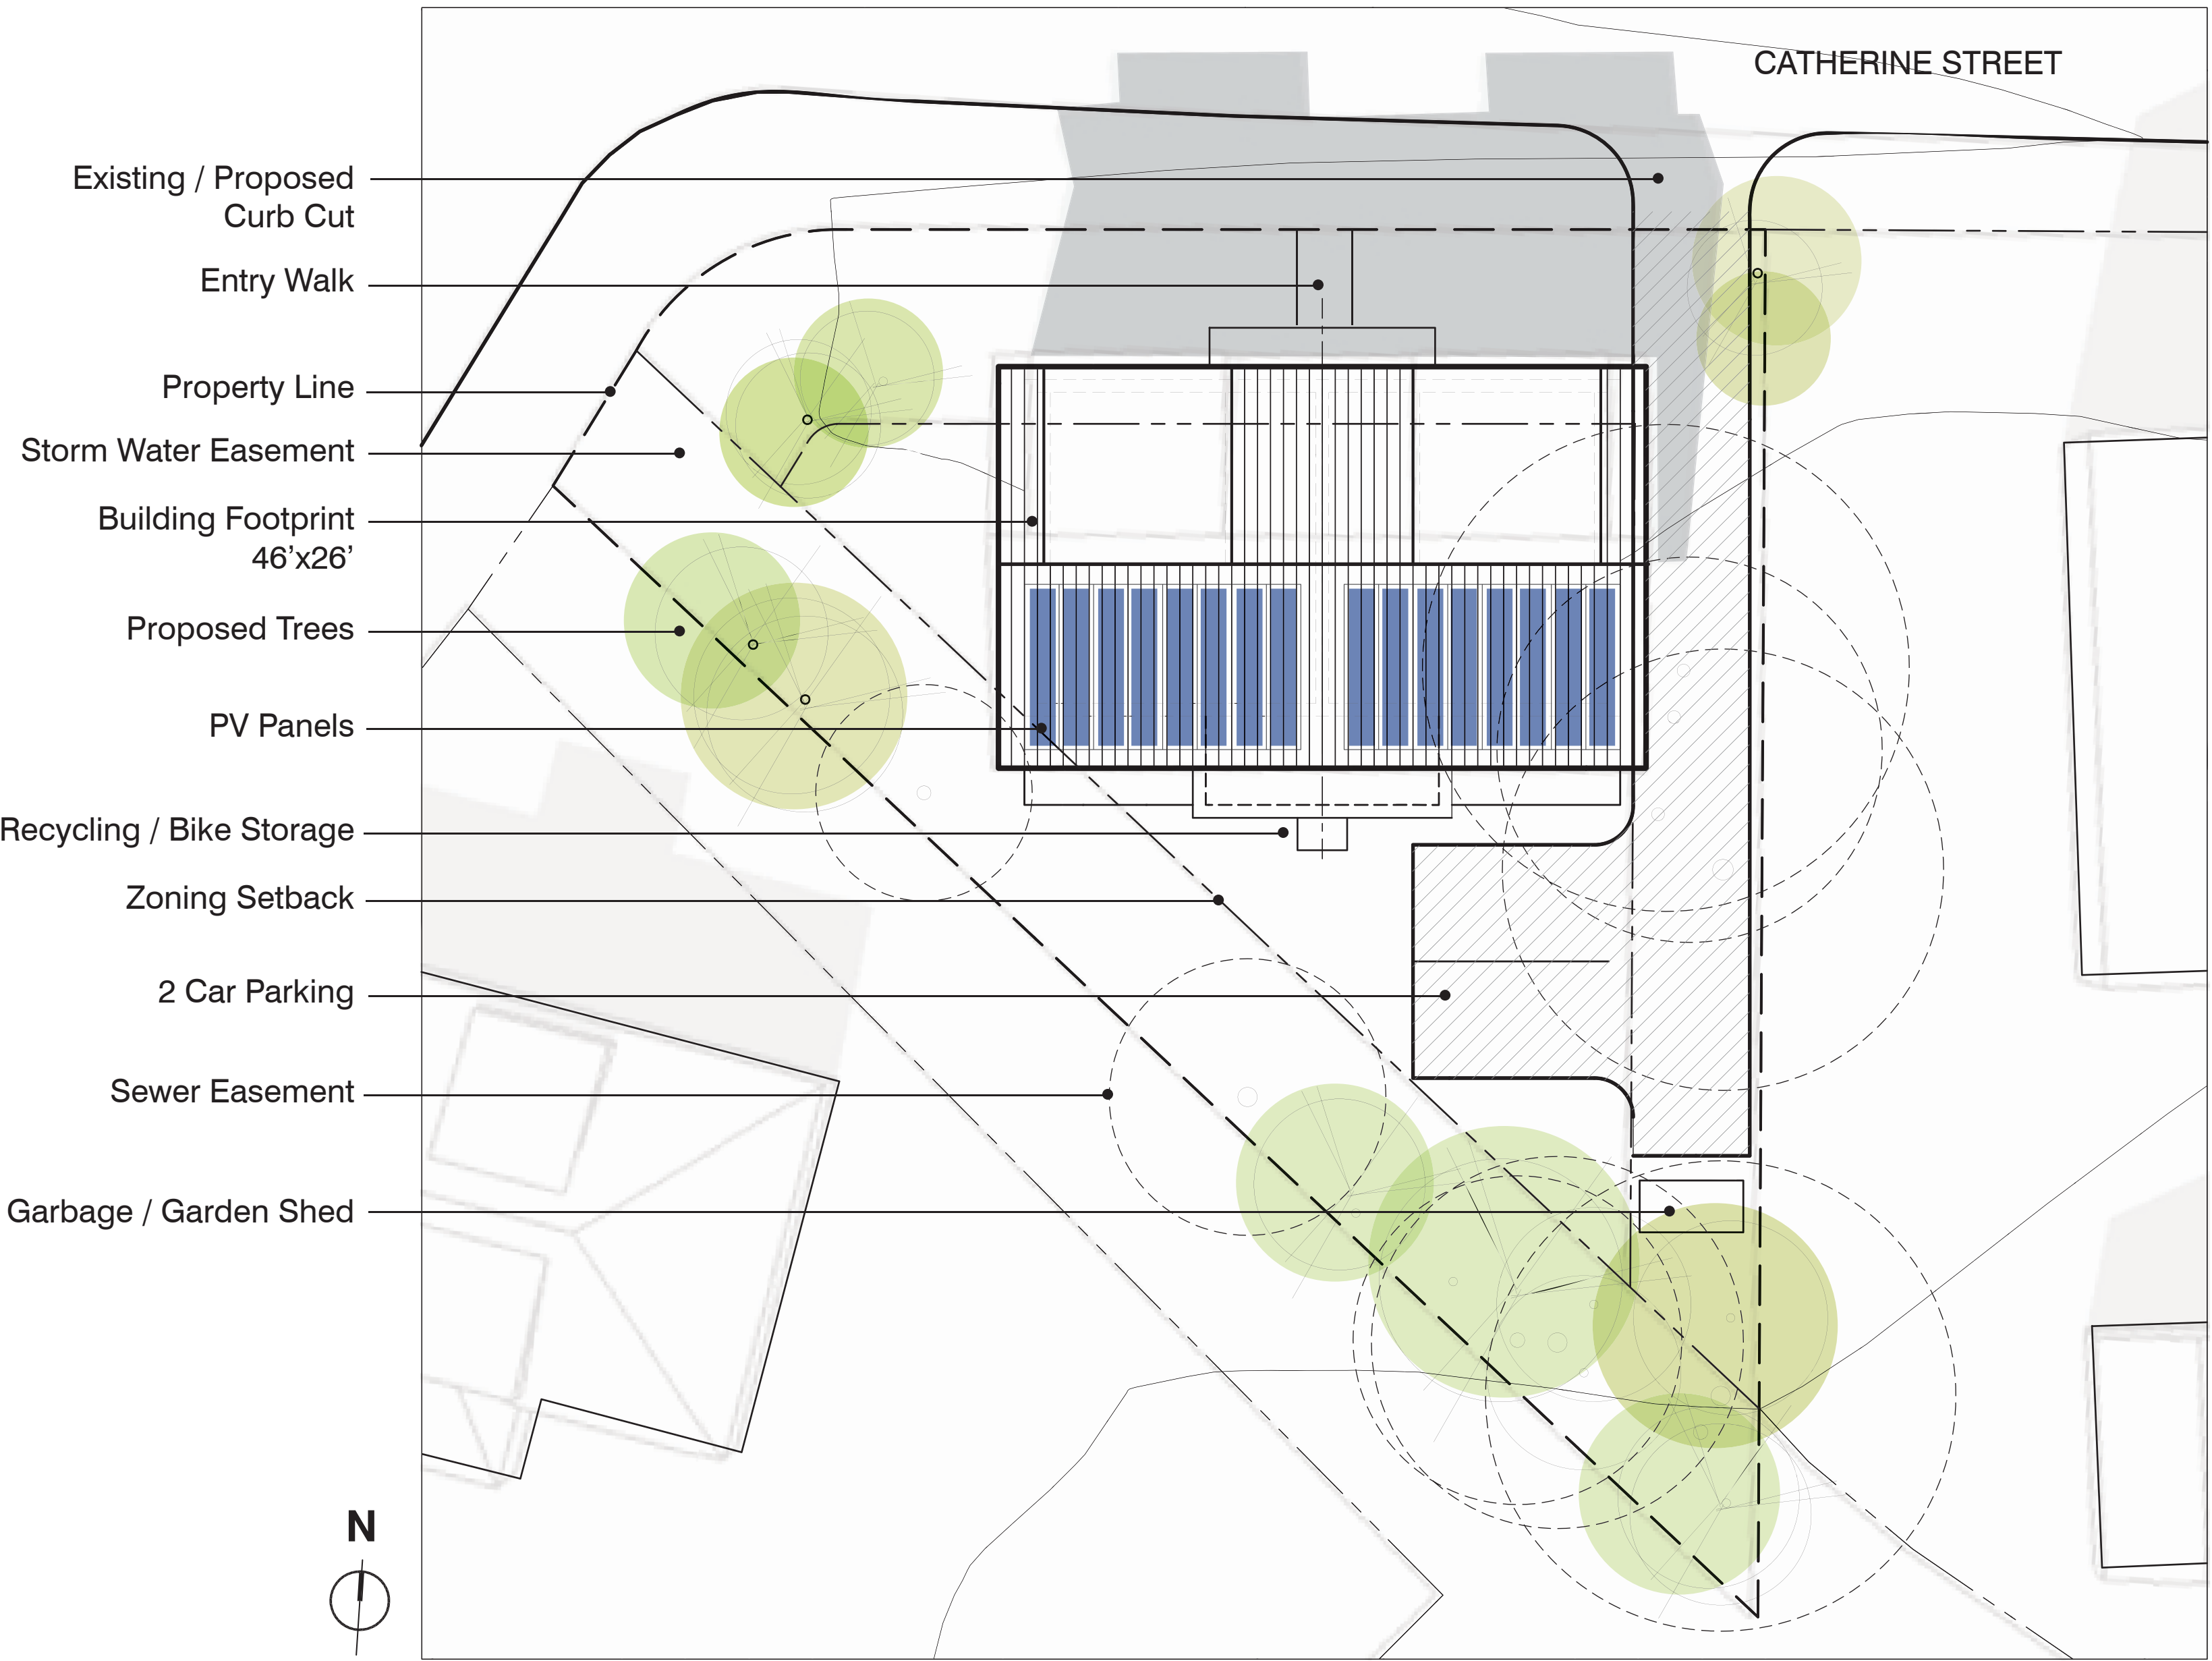 CATHERINE STREET
Existing / Proposed
Curb Cut
Entry Walk
Property Line
Storm Water Easement
Building Footprint
46’x26’
Proposed Trees
PV Panels
Recycling / Bike Storage
Zoning Setback
2 Car Parking
Sewer Easement
Garbage / Garden Shed
N